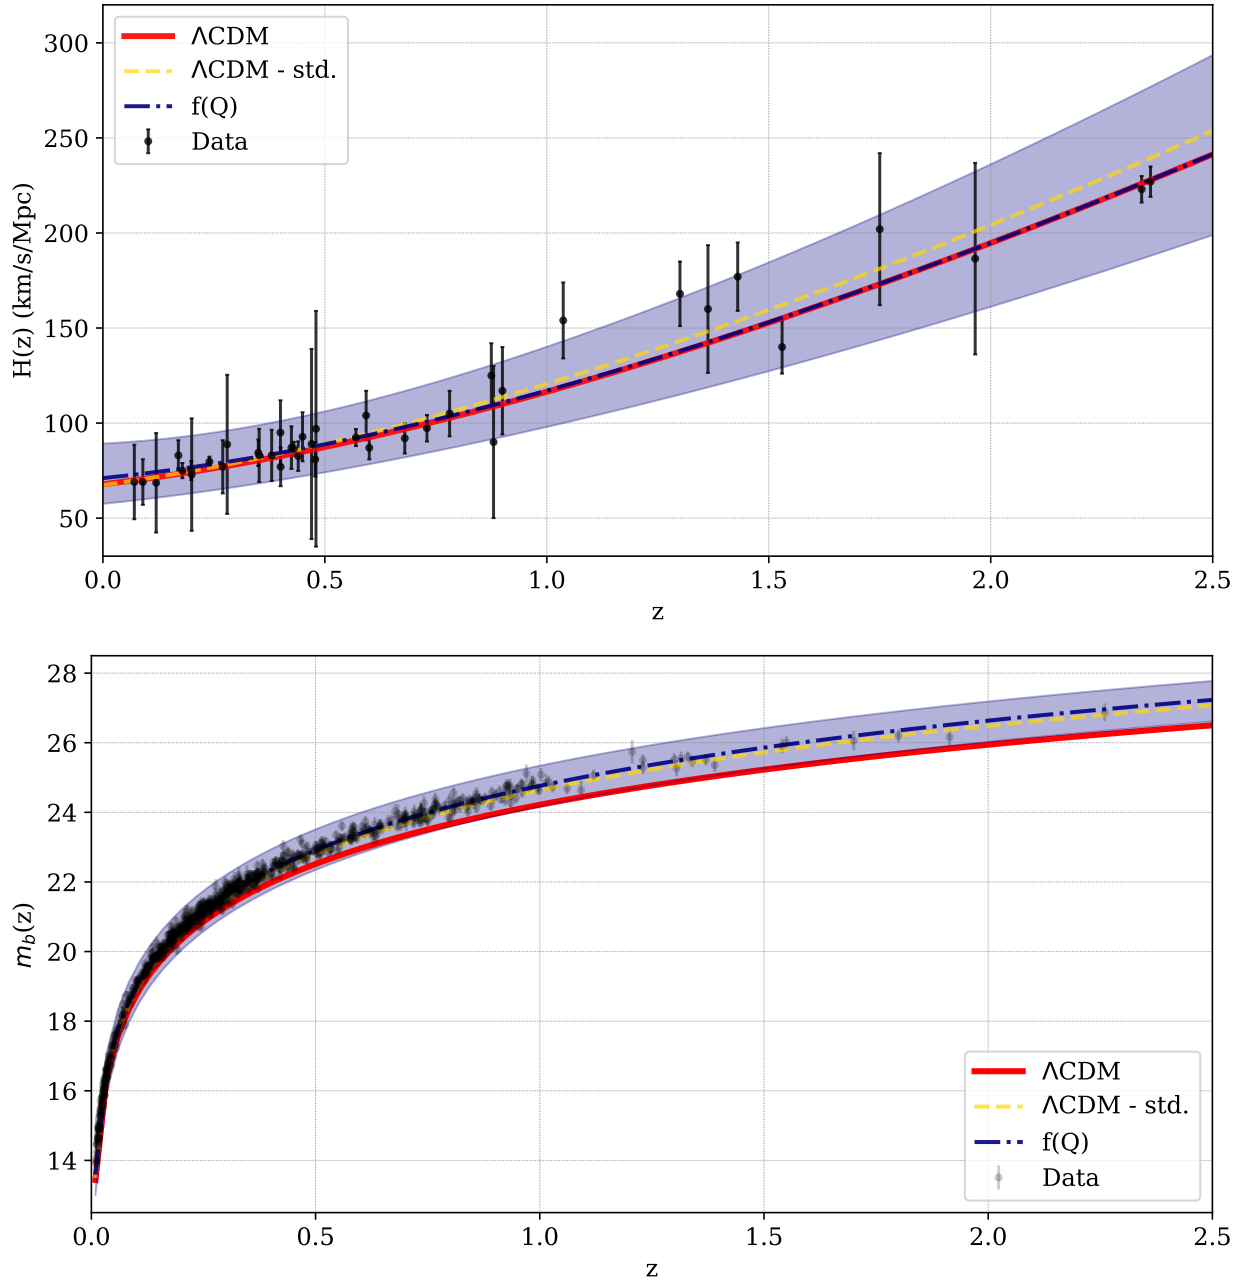 300
250
200
150
100
50
H(z) (km/s/Mpc)
ΛCDM
ΛCDM - std.
f(Q)
Data
0.0 0.5 1.0 1.5 2.0 2.5
z
28
26
24
22
20
18
16
14
m_b(z)
ΛCDM
ΛCDM - std.
f(Q)
Data
0.0 0.5 1.0 1.5 2.0 2.5
z